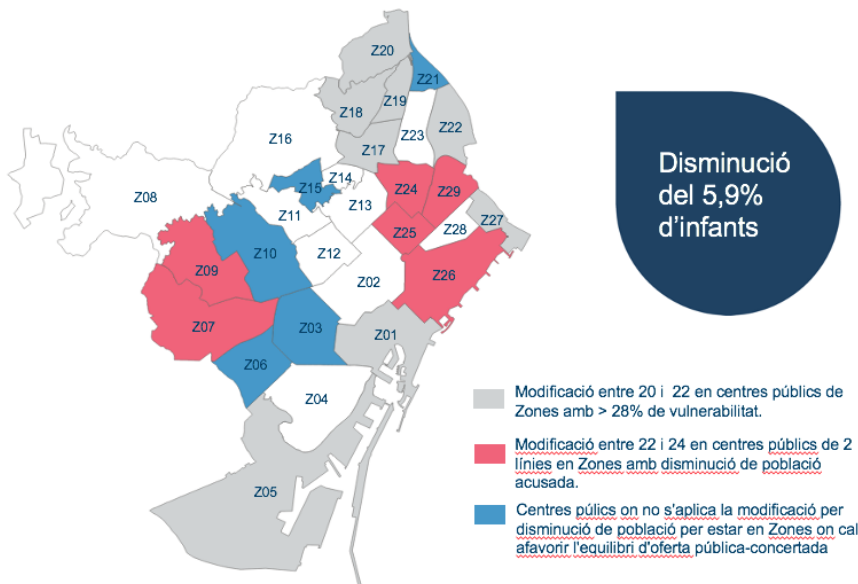 Z20
Z21
Z19
Z18
Z22
Z16
Z23
Z17
Z14
Z15
Z24
Z29
Z08
Z13
Z11
Z27
Z25
Z28
Z10
Z12
Z09
Z02
Z26
Z07
Z03
Z01
Z06
Z04
Z05
Disminució
del 5,9%
d'infants
Modificació entre 20 i 22 en centres públics de
Zones amb > 28% de vulnerabilitat.
Modificació entre 22 i 24 en centres públics de 2
línies en Zones amb disminució de població
acusada.
Centres púlics on no s'aplica la modificació per
disminució de població per estar en Zones on cal
afavorir l'equilibri d'oferta pública-concertada